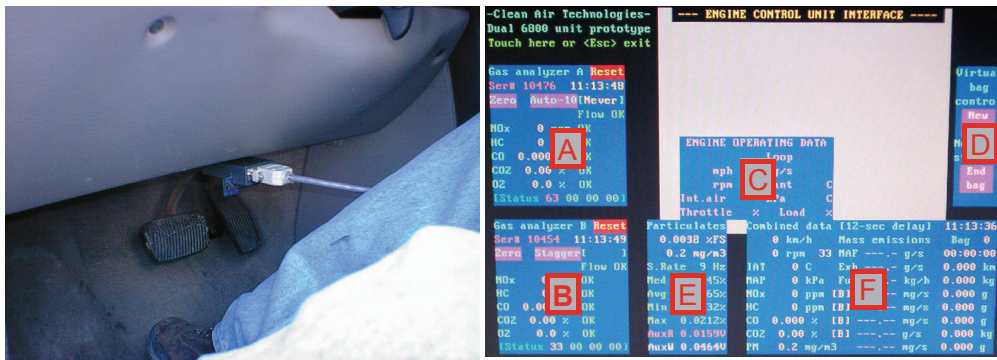 -Clean Air Technologies-
Dual 6800 unit prototype
Touch here or <Esc> exit
--- ENGINE CONTROL UNIT INTERFACE ----
Gas analyzer A Reset
Ser# 10476 11:13:48
Zero Auto-10[Never]
Flow OK
NOx 0 OK
HC 0 OK
CO 0.000 OK
CO2 0.00 OK
O2 0.0 % OK
[Status 63 00 00 00]
A
ENGINE OPERATING DATA
Loop
mph g/s
rpm C
Int.air C
Throttle % Load %
C
bag
New
End
bag
D
Gas analyzer B Reset
Ser# 10454 11:13:49
Zero Stagger[ ]
Flow OK
NOx 0 OK
HC OK
CO OK
CO2 0.00 % OK
O2 0.0 % OK
[Status 33 00 00 00]
B
Particulates
0.0038 %FS
0.2 mg/m3
S.Rate 9 Hz
Med
Avg
Min
Max 0.0212%
AuxR 0.0159V
AuxW 0.0464V
E
Combined data [12-sec delay] 11:13:36
0 km/h Mass emissions Bag 0
0 rpm 33 MAF ---.- g/s 00:00:00
IAT 0 C ---.- g/s 0.000 km
MAP 0 kPa kg/h 0.000 kg
NOx 0 ppm [B] mg/s 0.000 g
HC 0 ppm [B] mg/s 0.000 g
CO 0.000 % [B] ---.-- mg/s 0.000 g
CO2 0.00 % [B] ---.-- g/s 0.000 kg
PM 0.2 mg/m3 ---.-- mg/s 0.000 g
F